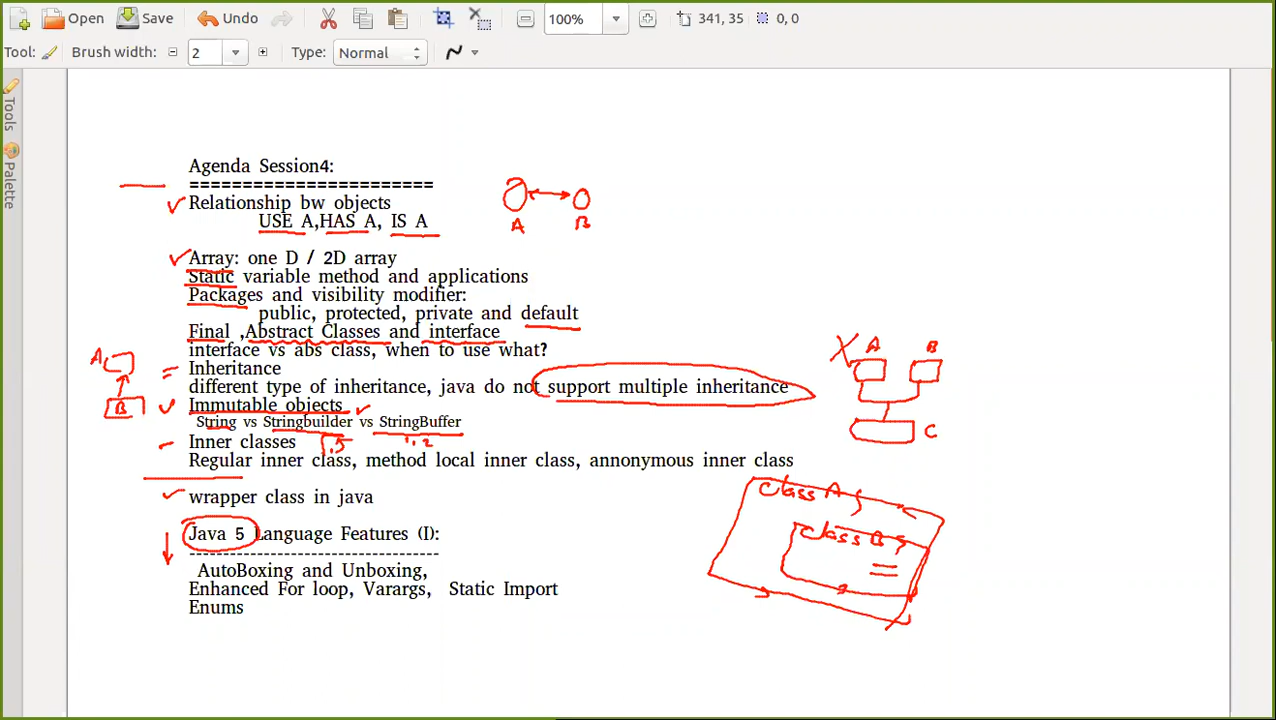 Open Save Undo 100% 341, 35 0, 0
Tool: Brush width: 2 Type: Normal
Tools
Palette
Agenda Session4:
=======================
Relationship bw objects
USE A,HAS A, IS A
A B
Array: one D / 2D array
Static variable method and applications
Packages and visibility modifier:
public, protected, private and default
Final ,Abstract Classes and interface
interface vs abs class, when to use what?
A B
A
Inheritance
different type of inheritance, java do not support multiple inheritance
B
Immutable objects
String vs Stringbuilder vs StringBuffer
C
Inner classes
1.5 1.2
Regular inner class, method local inner class, annonymous inner class
Class A {
wrapper class in java
Java 5 Language Features (I):
Class B {
--------------------------------------
AutoBoxing and Unboxing,
Enhanced For loop, Varargs, Static Import
Enums